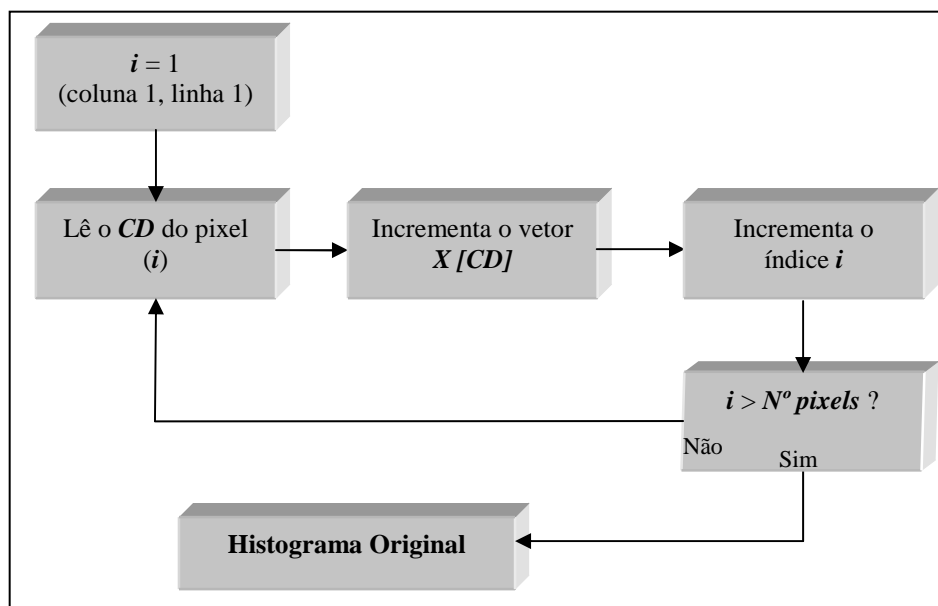 i = 1
(coluna 1, linha 1)
Lê o CD do pixel
(i)
Incrementa o vetor
X [CD]
Incrementa o
índice i
i > Nº pixels ?
Não
Sim
Histograma Original